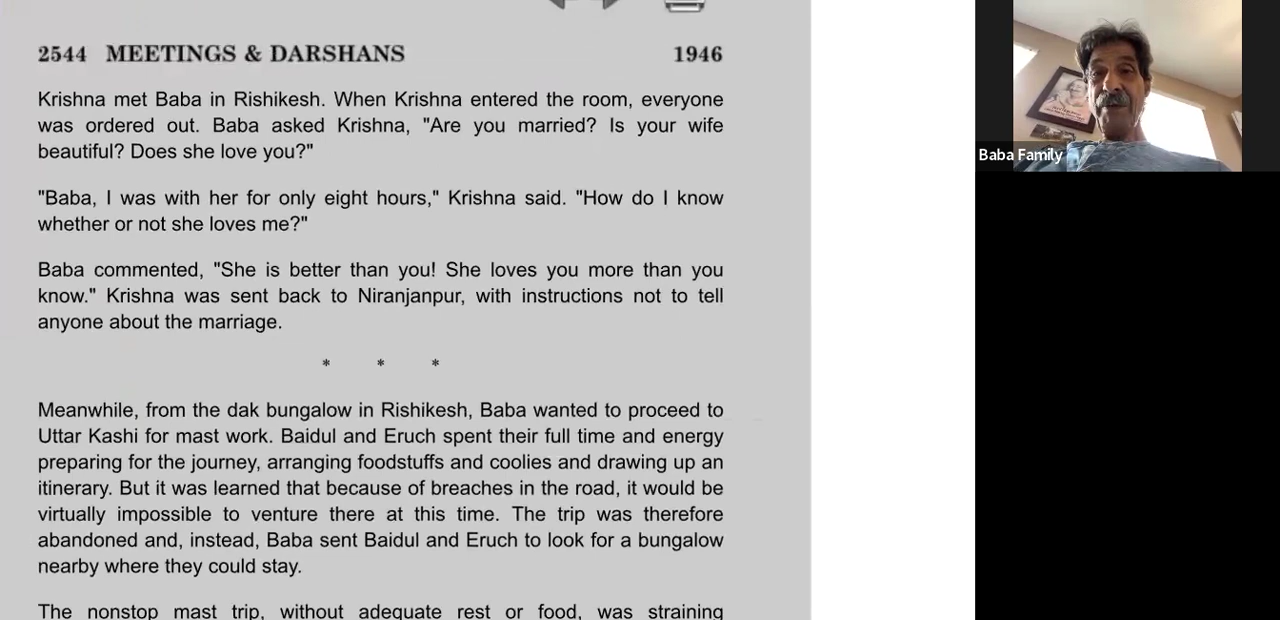 2544 MEETINGS & DARSHANS 1946
Krishna met Baba in Rishikesh. When Krishna entered the room, everyone
was ordered out. Baba asked Krishna, "Are you married? Is your wife
beautiful? Does she love you?"
"Baba, I was with her for only eight hours," Krishna said. "How do I know
whether or not she loves me?"
Baba commented, "She is better than you! She loves you more than you
know." Krishna was sent back to Niranjanpur, with instructions not to tell
anyone about the marriage.
* * *
Meanwhile, from the dak bungalow in Rishikesh, Baba wanted to proceed to
Uttar Kashi for mast work. Baidul and Eruch spent their full time and energy
preparing for the journey, arranging foodstuffs and coolies and drawing up an
itinerary. But it was learned that because of breaches in the road, it would be
virtually impossible to venture there at this time. The trip was therefore
abandoned and, instead, Baba sent Baidul and Eruch to look for a bungalow
nearby where they could stay.
The nonstop mast trip, without adequate rest or food, was straining
Baba Family